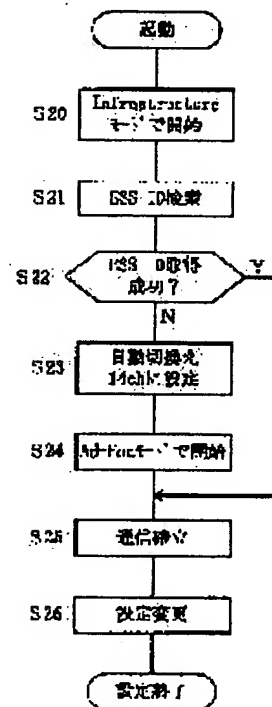 起動
S20
Infrastructure
モードで開始
S21
ESS ID検索
S22
ESS ID取得
成功?
Y
N
S23
自動切換え
14chに設定
S24
Ad-Hocモードで開始
S25
通信確立
S26
設定変更
設定終了